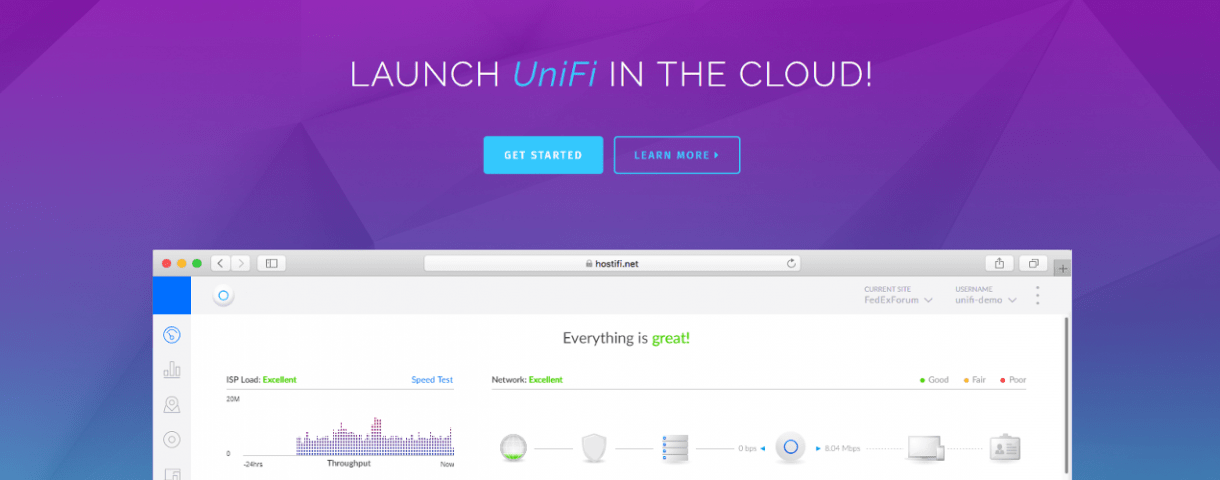 LAUNCH UniFi IN THE CLOUD!
GET STARTED
LEARN MORE
hostifi.net
CURRENT SITE
FedExForum
USERNAME
unifi-demo
Everything is great!
ISP Load: Excellent
Speed Test
Network: Excellent
Good
Fair
Poor
20M
0
-24hrs
Throughput
Now
0 bps
8.04 Mbps